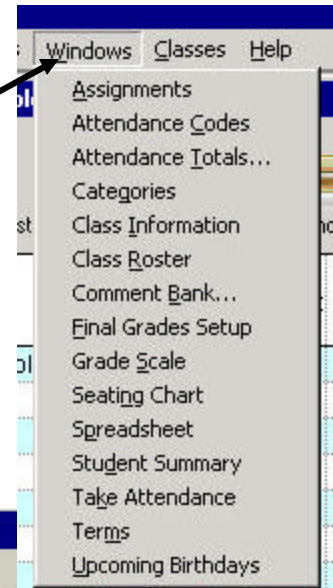 Windows Classes Help
Assignments
Attendance Codes
Attendance Totals...
Categories
Class Information
Class Roster
Comment Bank...
Final Grades Setup
Grade Scale
Seating Chart
Spreadsheet
Student Summary
Take Attendance
Terms
Upcoming Birthdays